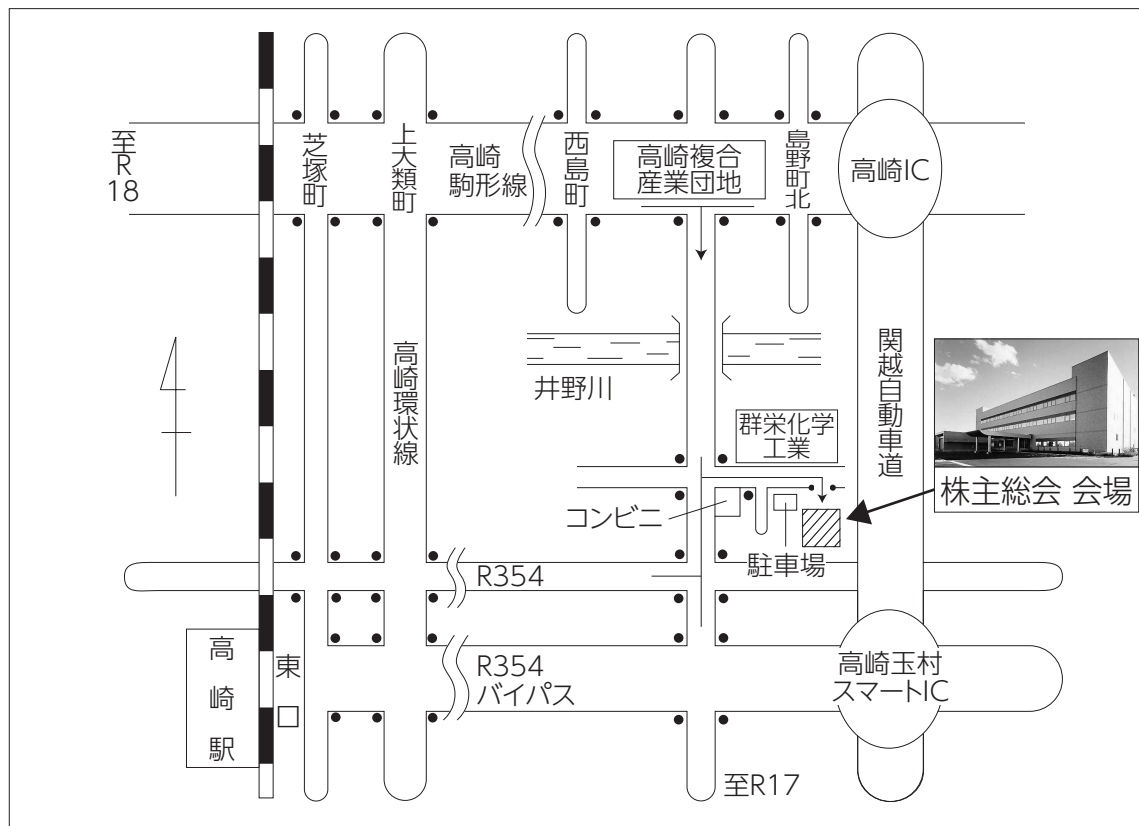 至R18
芝塚町
上大類町
高崎
駒形線
西島町
高崎複合
産業団地
島野町北
高崎IC
高崎環状線
井野川
関越自動車道
群栄化学
工業
株主総会 会場
コンビニ
駐車場
R354
高崎駅
東口
R354
バイパス
高崎玉村
スマートIC
至R17